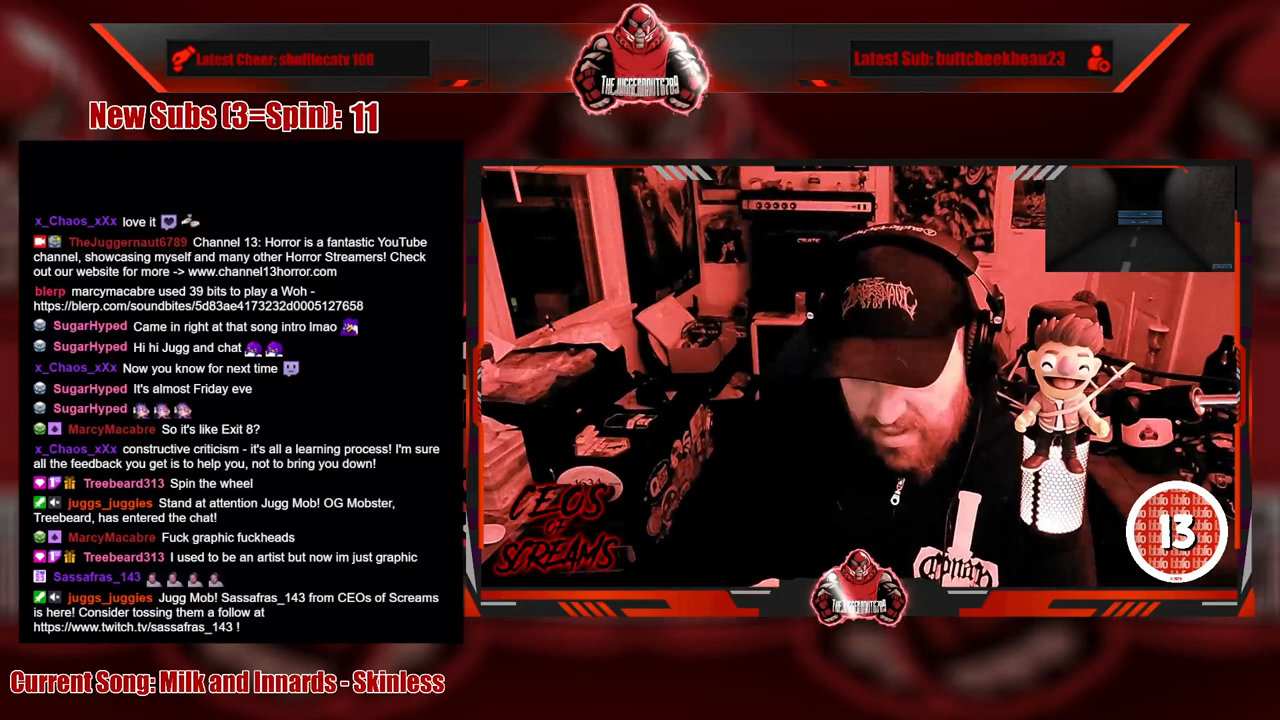 Latest Cheer: shufflecatv 100
THEJUGGERNAUT6789
Latest Sub: buttcheekbeau23
New Subs (3=Spin): 11
x_Chaos_xXx love it
TheJuggernaut6789 Channel 13: Horror is a fantastic YouTube
channel, showcasing myself and many other Horror Streamers! Check
out our website for more -> www.channel13horror.com
blerp marcymacabre used 39 bits to play a Woh -
https://blerp.com/soundbites/5d83ae4173232d0005127658
SugarHyped Came in right at that song intro lmao
SugarHyped Hi hi Jugg and chat
x_Chaos_xXx Now you know for next time
SugarHyped It's almost Friday eve
SugarHyped
MarcyMacabre So it's like Exit 8?
x_Chaos_xXx constructive criticism - it's all a learning process! I'm sure
all the feedback you get is to help you, not to bring you down!
Treebeard313 Spin the wheel
juggs_juggies Stand at attention Jugg Mob! OG Mobster,
Treebeard, has entered the chat!
MarcyMacabre Fuck graphic fuckheads
Treebeard313 I used to be an artist but now im just graphic
Sassafras_143
juggs_juggies Jugg Mob! Sassafras_143 from CEOs of Screams
is here! Consider tossing them a follow at
https://www.twitch.tv/sassafras_143 !
CRATE
CEOS
OF
SCREAMS
13
THEJUGGERNAUT6789
Current Song: Milk and Innards - Skinless